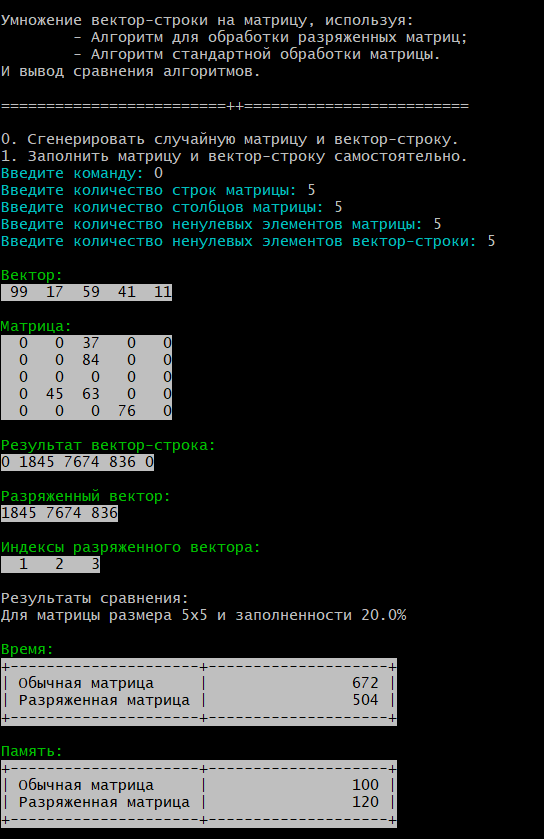 Умножение вектор-строки на матрицу, используя:
- Алгоритм для обработки разряженных матриц;
- Алгоритм стандартной обработки матрицы.
И вывод сравнения алгоритмов.
=========================++=========================
0. Сгенерировать случайную матрицу и вектор-строку.
1. Заполнить матрицу и вектор-строку самостоятельно.
Введите команду: 0
Введите количество строк матрицы: 5
Введите количество столбцов матрицы: 5
Введите количество ненулевых элементов матрицы: 5
Введите количество ненулевых элементов вектор-строки: 5
Вектор:
99 17 59 41 11
Матрица:
0 0 37 0 0
0 0 84 0 0
0 0 0 0 0
0 45 63 0 0
0 0 0 76 0
Результат вектор-строка:
0 1845 7674 836 0
Разряженный вектор:
1845 7674 836
Индексы разряженного вектора:
1 2 3
Результаты сравнения:
Для матрицы размера 5x5 и заполненности 20.0%
Время:
+---------------------+--------------------+
| Обычная матрица | 672 |
| Разряженная матрица | 504 |
+---------------------+--------------------+
Память:
+---------------------+--------------------+
| Обычная матрица | 100 |
| Разряженная матрица | 120 |
+---------------------+--------------------+